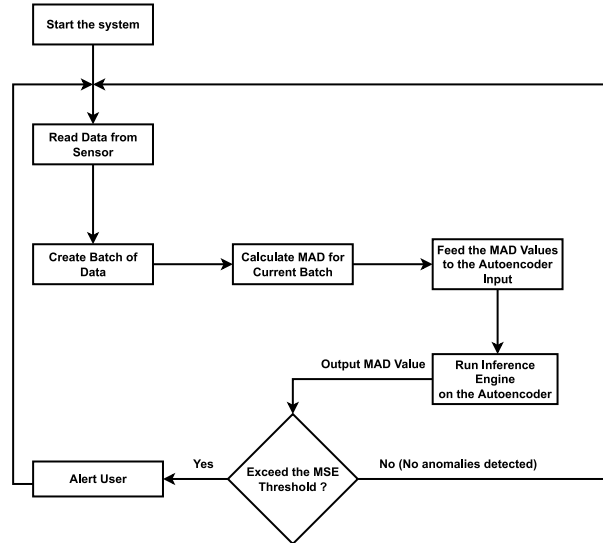 Start the system
Read Data from
Sensor
Create Batch of
Data
Calculate MAD for
Current Batch
Feed the MAD Values
to the Autoencoder
Input
Run Inference
Engine
on the Autoencoder
Output MAD Value
Exceed the MSE
Threshold ?
Yes
Alert User
No (No anomalies detected)